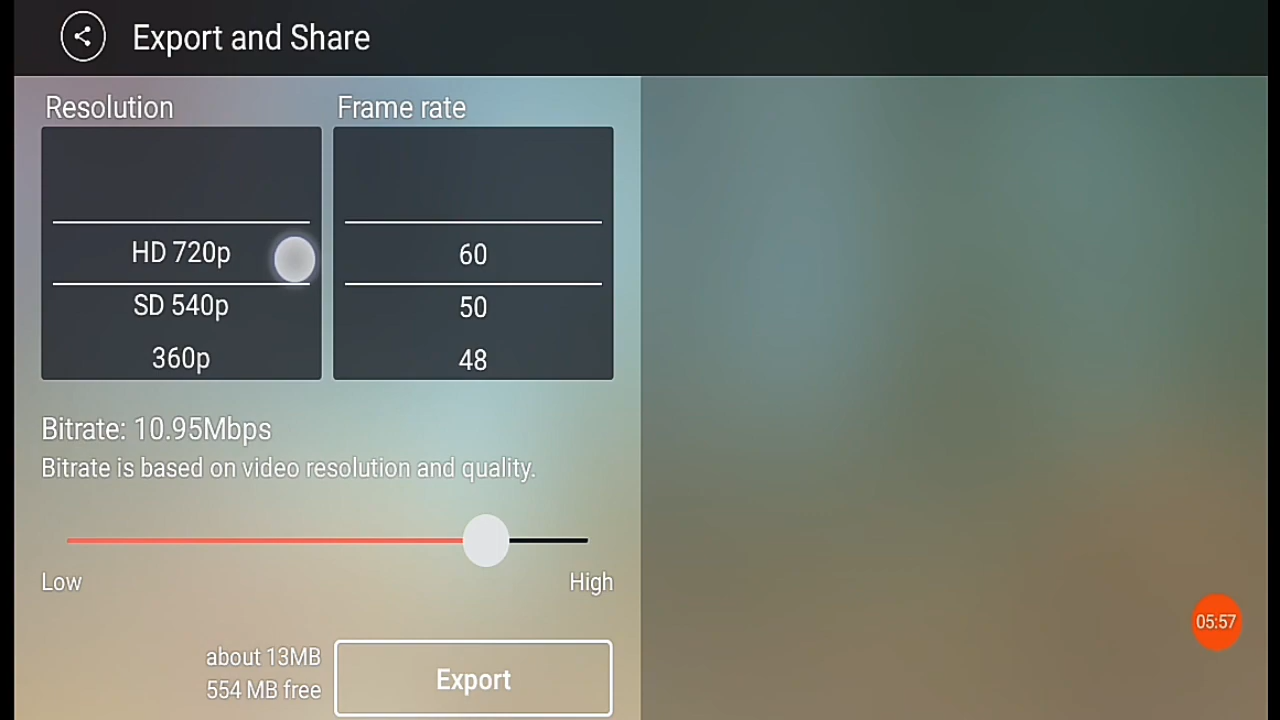 Export and Share
Resolution
Frame rate
HD 720p
SD 540p
360p
60
50
48
Bitrate: 10.95Mbps
Bitrate is based on video resolution and quality.
Low
High
about 13MB
554 MB free
Export
05:57